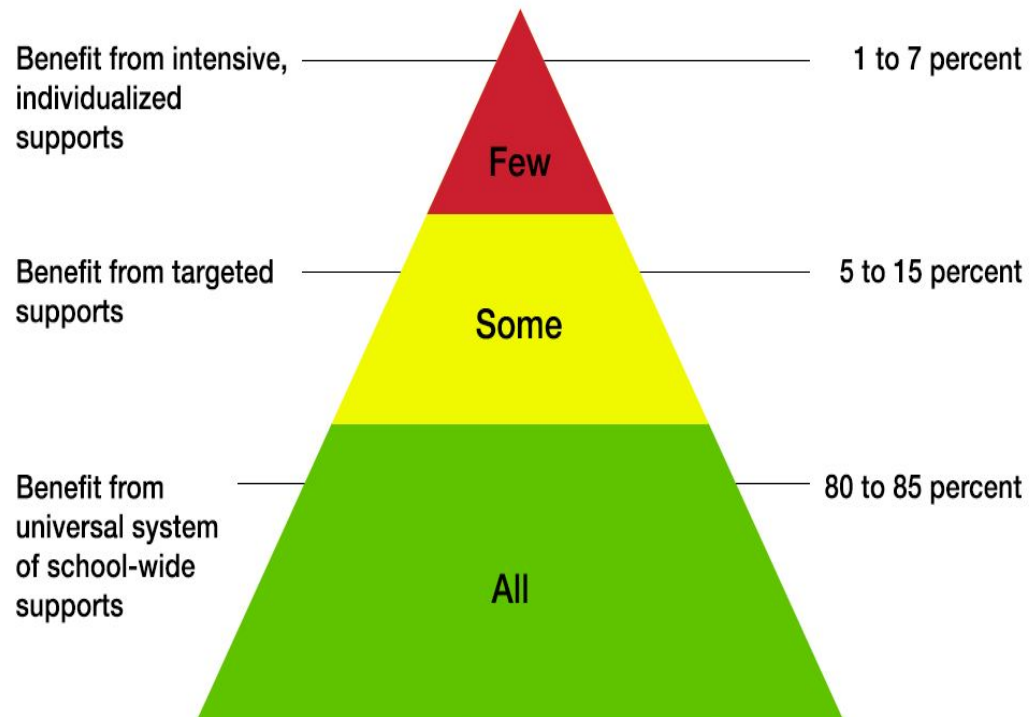 Benefit from intensive,
individualized
supports
1 to 7 percent
Few
Benefit from targeted
supports
5 to 15 percent
Some
Benefit from
universal system
of school-wide
supports
80 to 85 percent
All